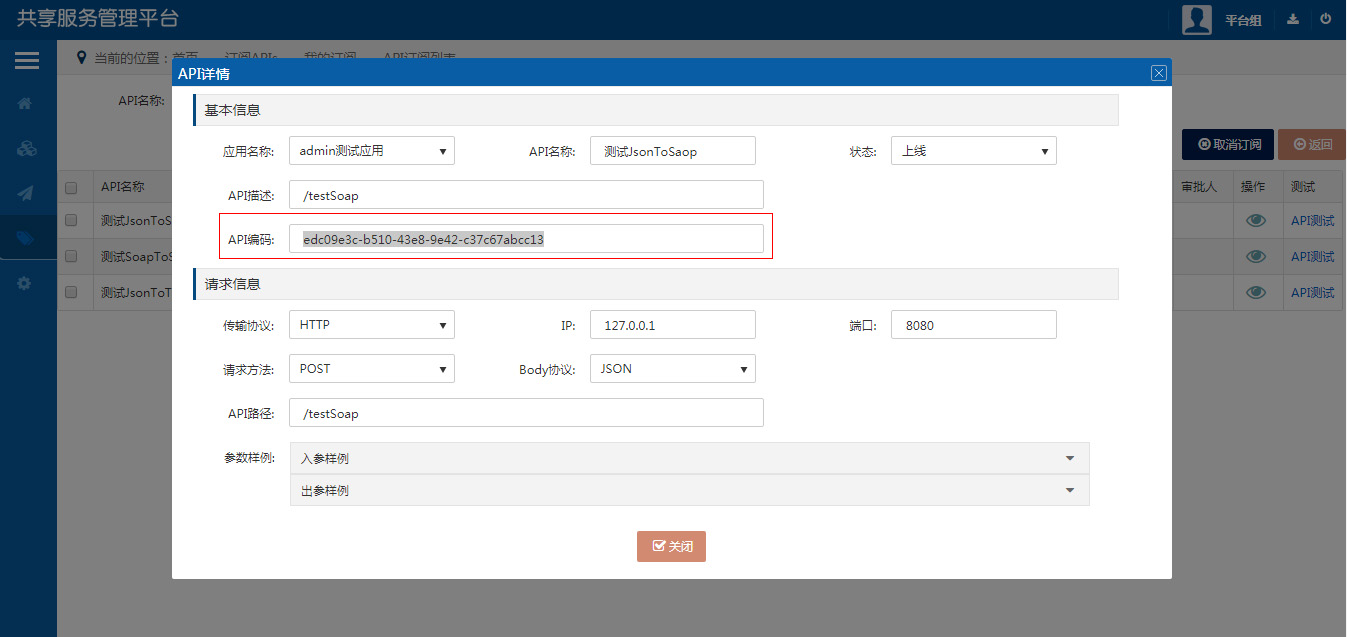 共享服务管理平台
平台组
当前的位置：首页 订阅APIs 我的订阅 API订阅列表
API详情
API名称:
基本信息
应用名称: admin测试应用 API名称: 测试JsonToSaop 状态: 上线
取消订阅 返回
API描述: /testSoap
API名称 审批人 操作 测试
测试JsonToS API测试
API编码: edc09e3c-b510-43e8-9e42-c37c67abcc13
测试SoapToS API测试
请求信息
测试JsonToT API测试
传输协议: HTTP IP: 127.0.0.1 端口: 8080
请求方法: POST Body协议: JSON
API路径: /testSoap
参数样例: 入参样例
出参样例
关闭